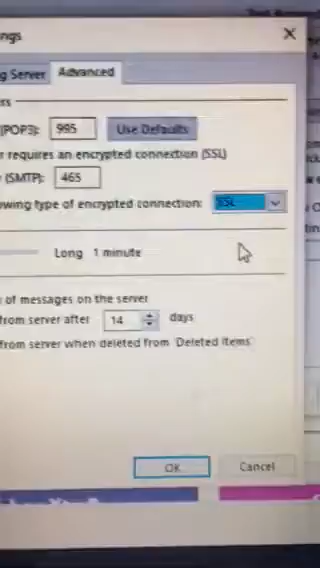 ngs
g Server Advanced
rs
(POP3): 995 Use Defaults
r requires an encrypted connection (SSL)
(SMTP): 465
owing type of encrypted connection: SSL
Long 1 minute
of messages on the server
from server after 14 days
from server when deleted from 'Deleted Items'
OK Cancel